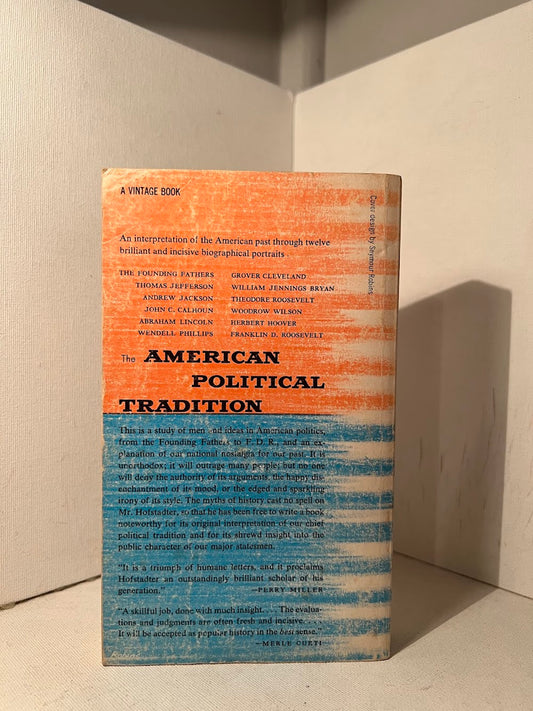 A VINTAGE BOOK
Cover design by Seymour Robins
An interpretation of the American past through twelve
brilliant and incisive biographical portraits
THE FOUNDING FATHERS
THOMAS JEFFERSON
ANDREW JACKSON
JOHN C. CALHOUN
ABRAHAM LINCOLN
WENDELL PHILLIPS
GROVER CLEVELAND
WILLIAM JENNINGS BRYAN
THEODORE ROOSEVELT
WOODROW WILSON
HERBERT HOOVER
FRANKLIN D. ROOSEVELT
The AMERICAN
POLITICAL
TRADITION
This is a study of men and ideas in American politics,
from the Founding Fathers to F. D. R., and an ex-
planation of our national nostalgia for our past. It is
unorthodox; it will outrage many people; but no one
will deny the authority of its arguments, the happy dis-
enchantment of its mood, or the edged and sparkling
irony of its style. The myths of history cast no spell on
Mr. Hofstadter, so that he has been free to write a book
noteworthy for its original interpretation of our chief
political tradition and for its shrewd insight into the
public character of our major statesmen.
"It is a triumph of humane letters, and it proclaims
Hofstadter an outstandingly brilliant scholar of his
generation." —PERRY MILLER
"A skillful job, done with much insight. . . . The evalua-
tions and judgments are often fresh and incisive. . . .
It will be accepted as popular history in the best sense."
—MERLE CURTI